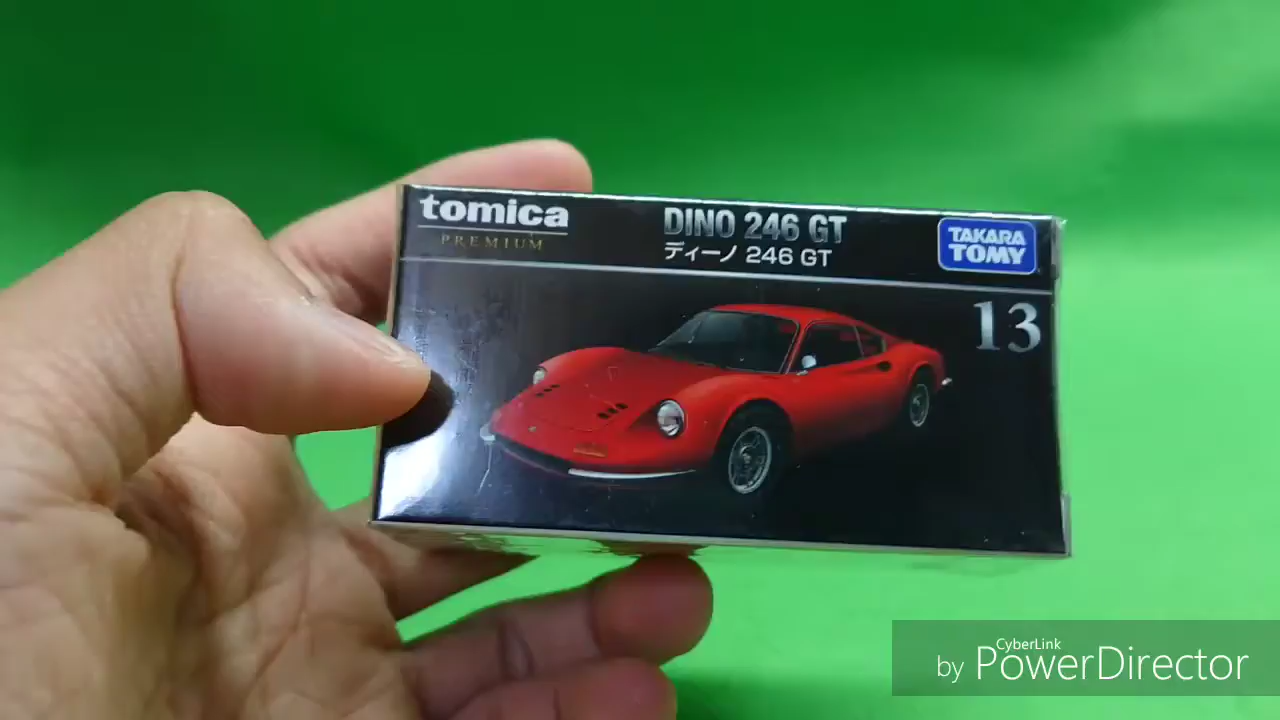 tomica
PREMIUM
DINO 246 GT
ディーノ 246 GT
TAKARA
TOMY
13
CyberLink
by PowerDirector